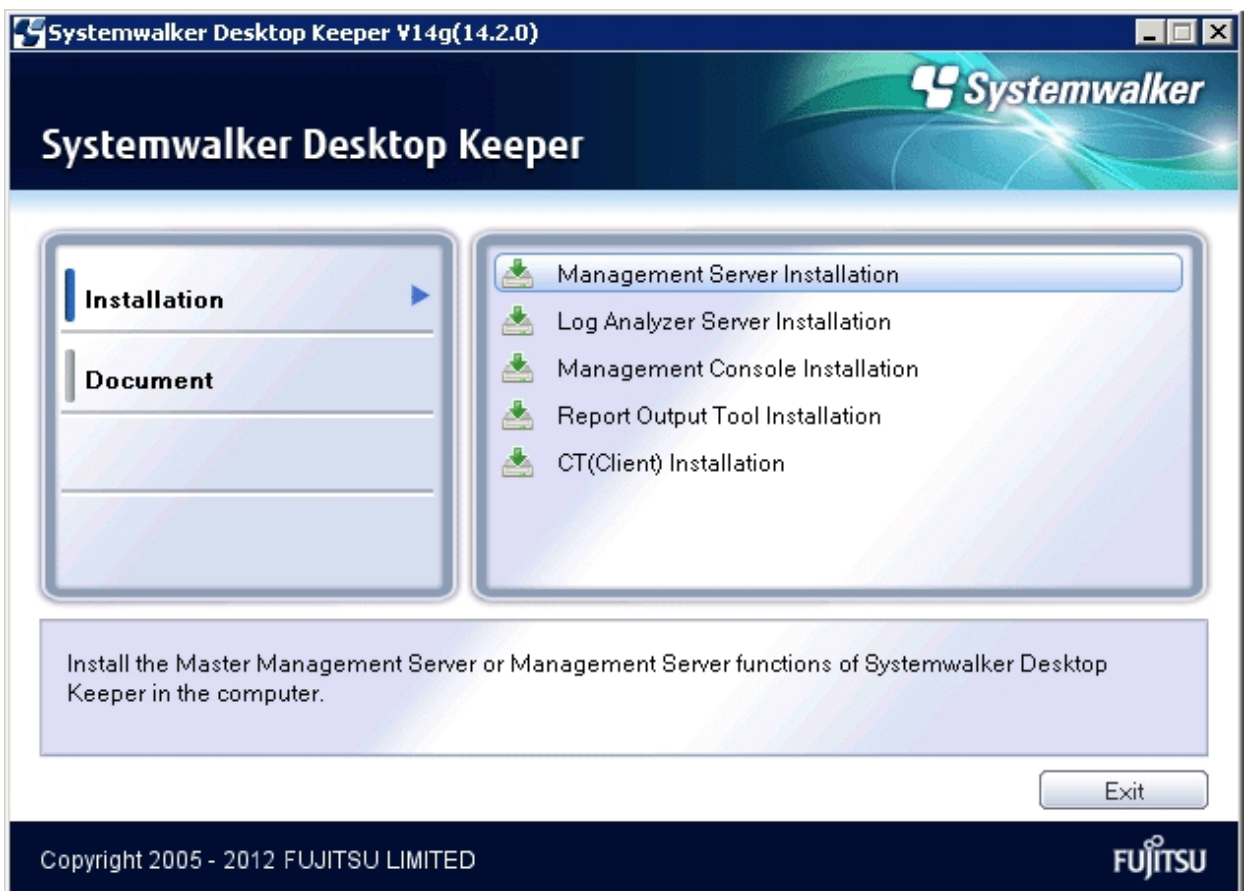 Systemwalker Desktop Keeper V14g(14.2.0)
Systemwalker
Systemwalker Desktop Keeper
Installation
Document
Management Server Installation
Log Analyzer Server Installation
Management Console Installation
Report Output Tool Installation
CT(Client) Installation
Install the Master Management Server or Management Server functions of Systemwalker Desktop
Keeper in the computer.
Exit
Copyright 2005 - 2012 FUJITSU LIMITED
FUJITSU